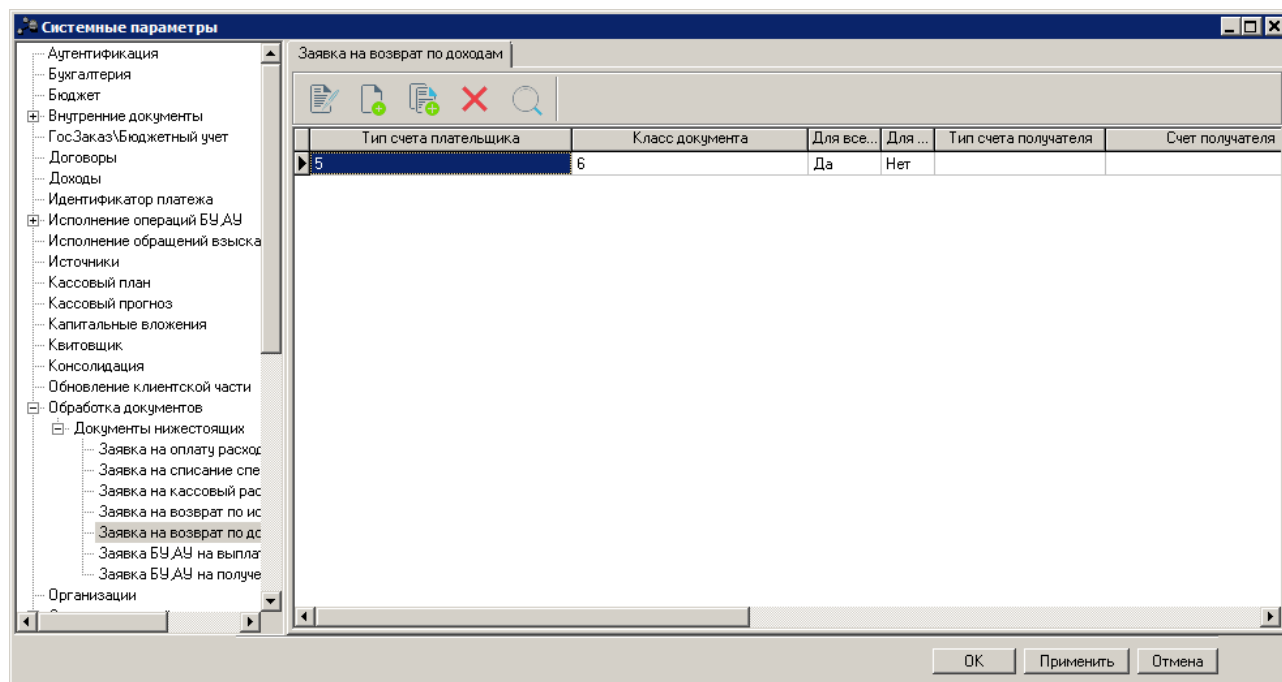 Системные параметры
Аутентификация
Бухгалтерия
Бюджет
Внутренние документы
ГосЗаказ\Бюджетный учет
Договоры
Доходы
Идентификатор платежа
Исполнение операций БУ,АУ
Исполнение обращений взыска
Источники
Кассовый план
Кассовый прогноз
Капитальные вложения
Квитовщик
Консолидация
Обновление клиентской части
Обработка документов
Документы нижестоящих
Заявка на оплату расход
Заявка на списание спе
Заявка на кассовый рас
Заявка на возврат по ис
Заявка на возврат по до
Заявка БУ,АУ на выплат
Заявка БУ,АУ на получе
Организации
Заявка на возврат по доходам
Тип счета плательщика Класс документа Для все... Для ... Тип счета получателя Счет получателя
5 6 Да Нет
OK Применить Отмена